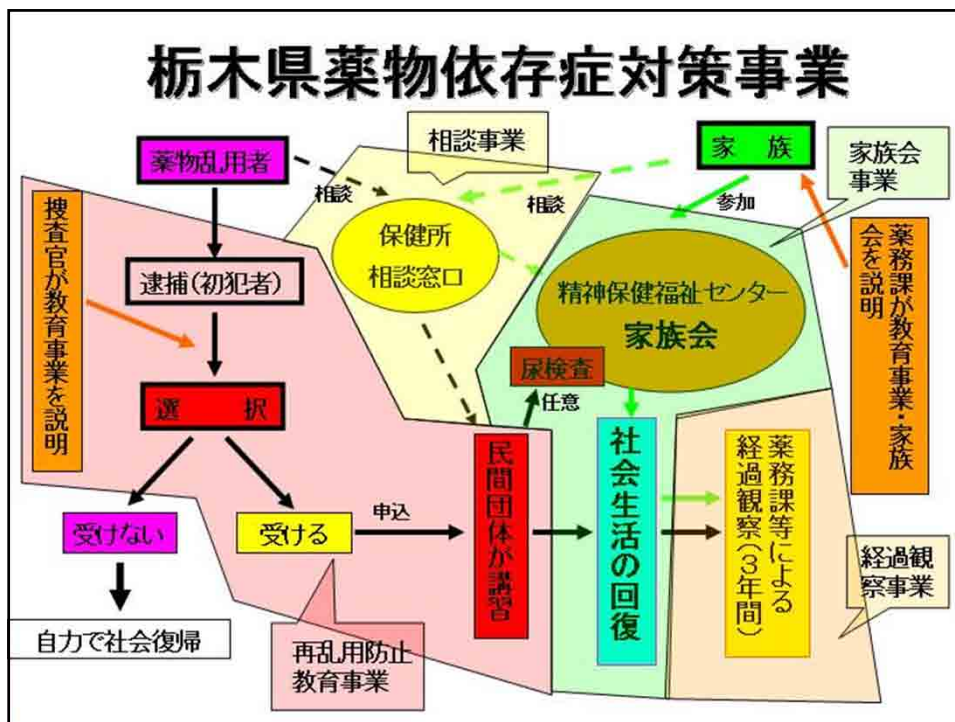 栃木県薬物依存症対策事業
相談事業
家　族
家族会
事業
薬物乱用者
相談
相談
参加
捜査官が教育事業を説明
保健所
相談窓口
薬務課が教育事業・家族
会を説明
逮捕(初犯者)
精神保健福祉センター
家族会
尿検査
任意
選　択
民間団体が講習
社会生活の回復
薬務課等による
経過観察(3年間)
受けない
受ける
申込
経過観
察事業
自力で社会復帰
再乱用防止
教育事業